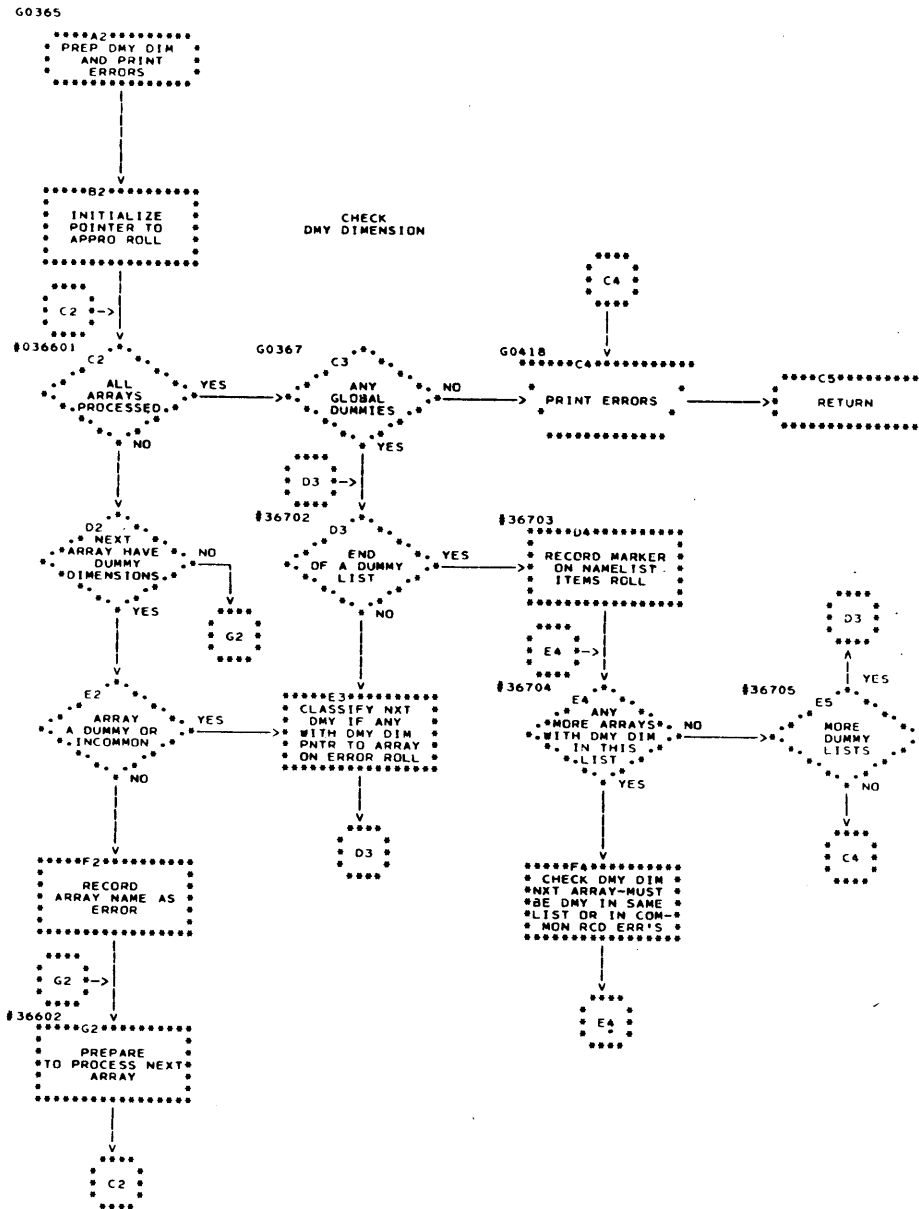 G0365
A2
PREP DMY DIM
AND PRINT
ERRORS
B2
INITIALIZE
POINTER TO
APPRO ROLL
CHECK
DMY DIMENSION
C4
C2
#036601
C2
ALL
ARRAYS
PROCESSED
YES
NO
G0367
C3
ANY
GLOBAL
DUMMIES
NO
YES
G0418
C4
PRINT ERRORS
C5
RETURN
D3
D2
NEXT
ARRAY HAVE
DUMMY
DIMENSIONS
NO
YES
G2
#36702
D3
END
OF A DUMMY
LIST
YES
NO
#36703
D4
RECORD MARKER
ON NAMELIST
ITEMS ROLL
D3
E4
E2
ARRAY
A DUMMY OR
INCOMMON
YES
NO
E3
CLASSIFY NXT
DMY IF ANY
WITH DMY DIM
PNTR TO ARRAY
ON ERROR ROLL
#36704
E4
ANY
MORE ARRAYS
WITH DMY DIM
IN THIS
LIST
NO
YES
#36705
E5
YES
MORE
DUMMY
LISTS
NO
D3
C4
F2
RECORD
ARRAY NAME AS
ERROR
F4
CHECK DMY DIM
NXT ARRAY-MUST
BE DMY IN SAME
LIST OR IN COM-
MON RCD ERR'S
G2
E4
#36602
G2
PREPARE
TO PROCESS NEXT
ARRAY
C2